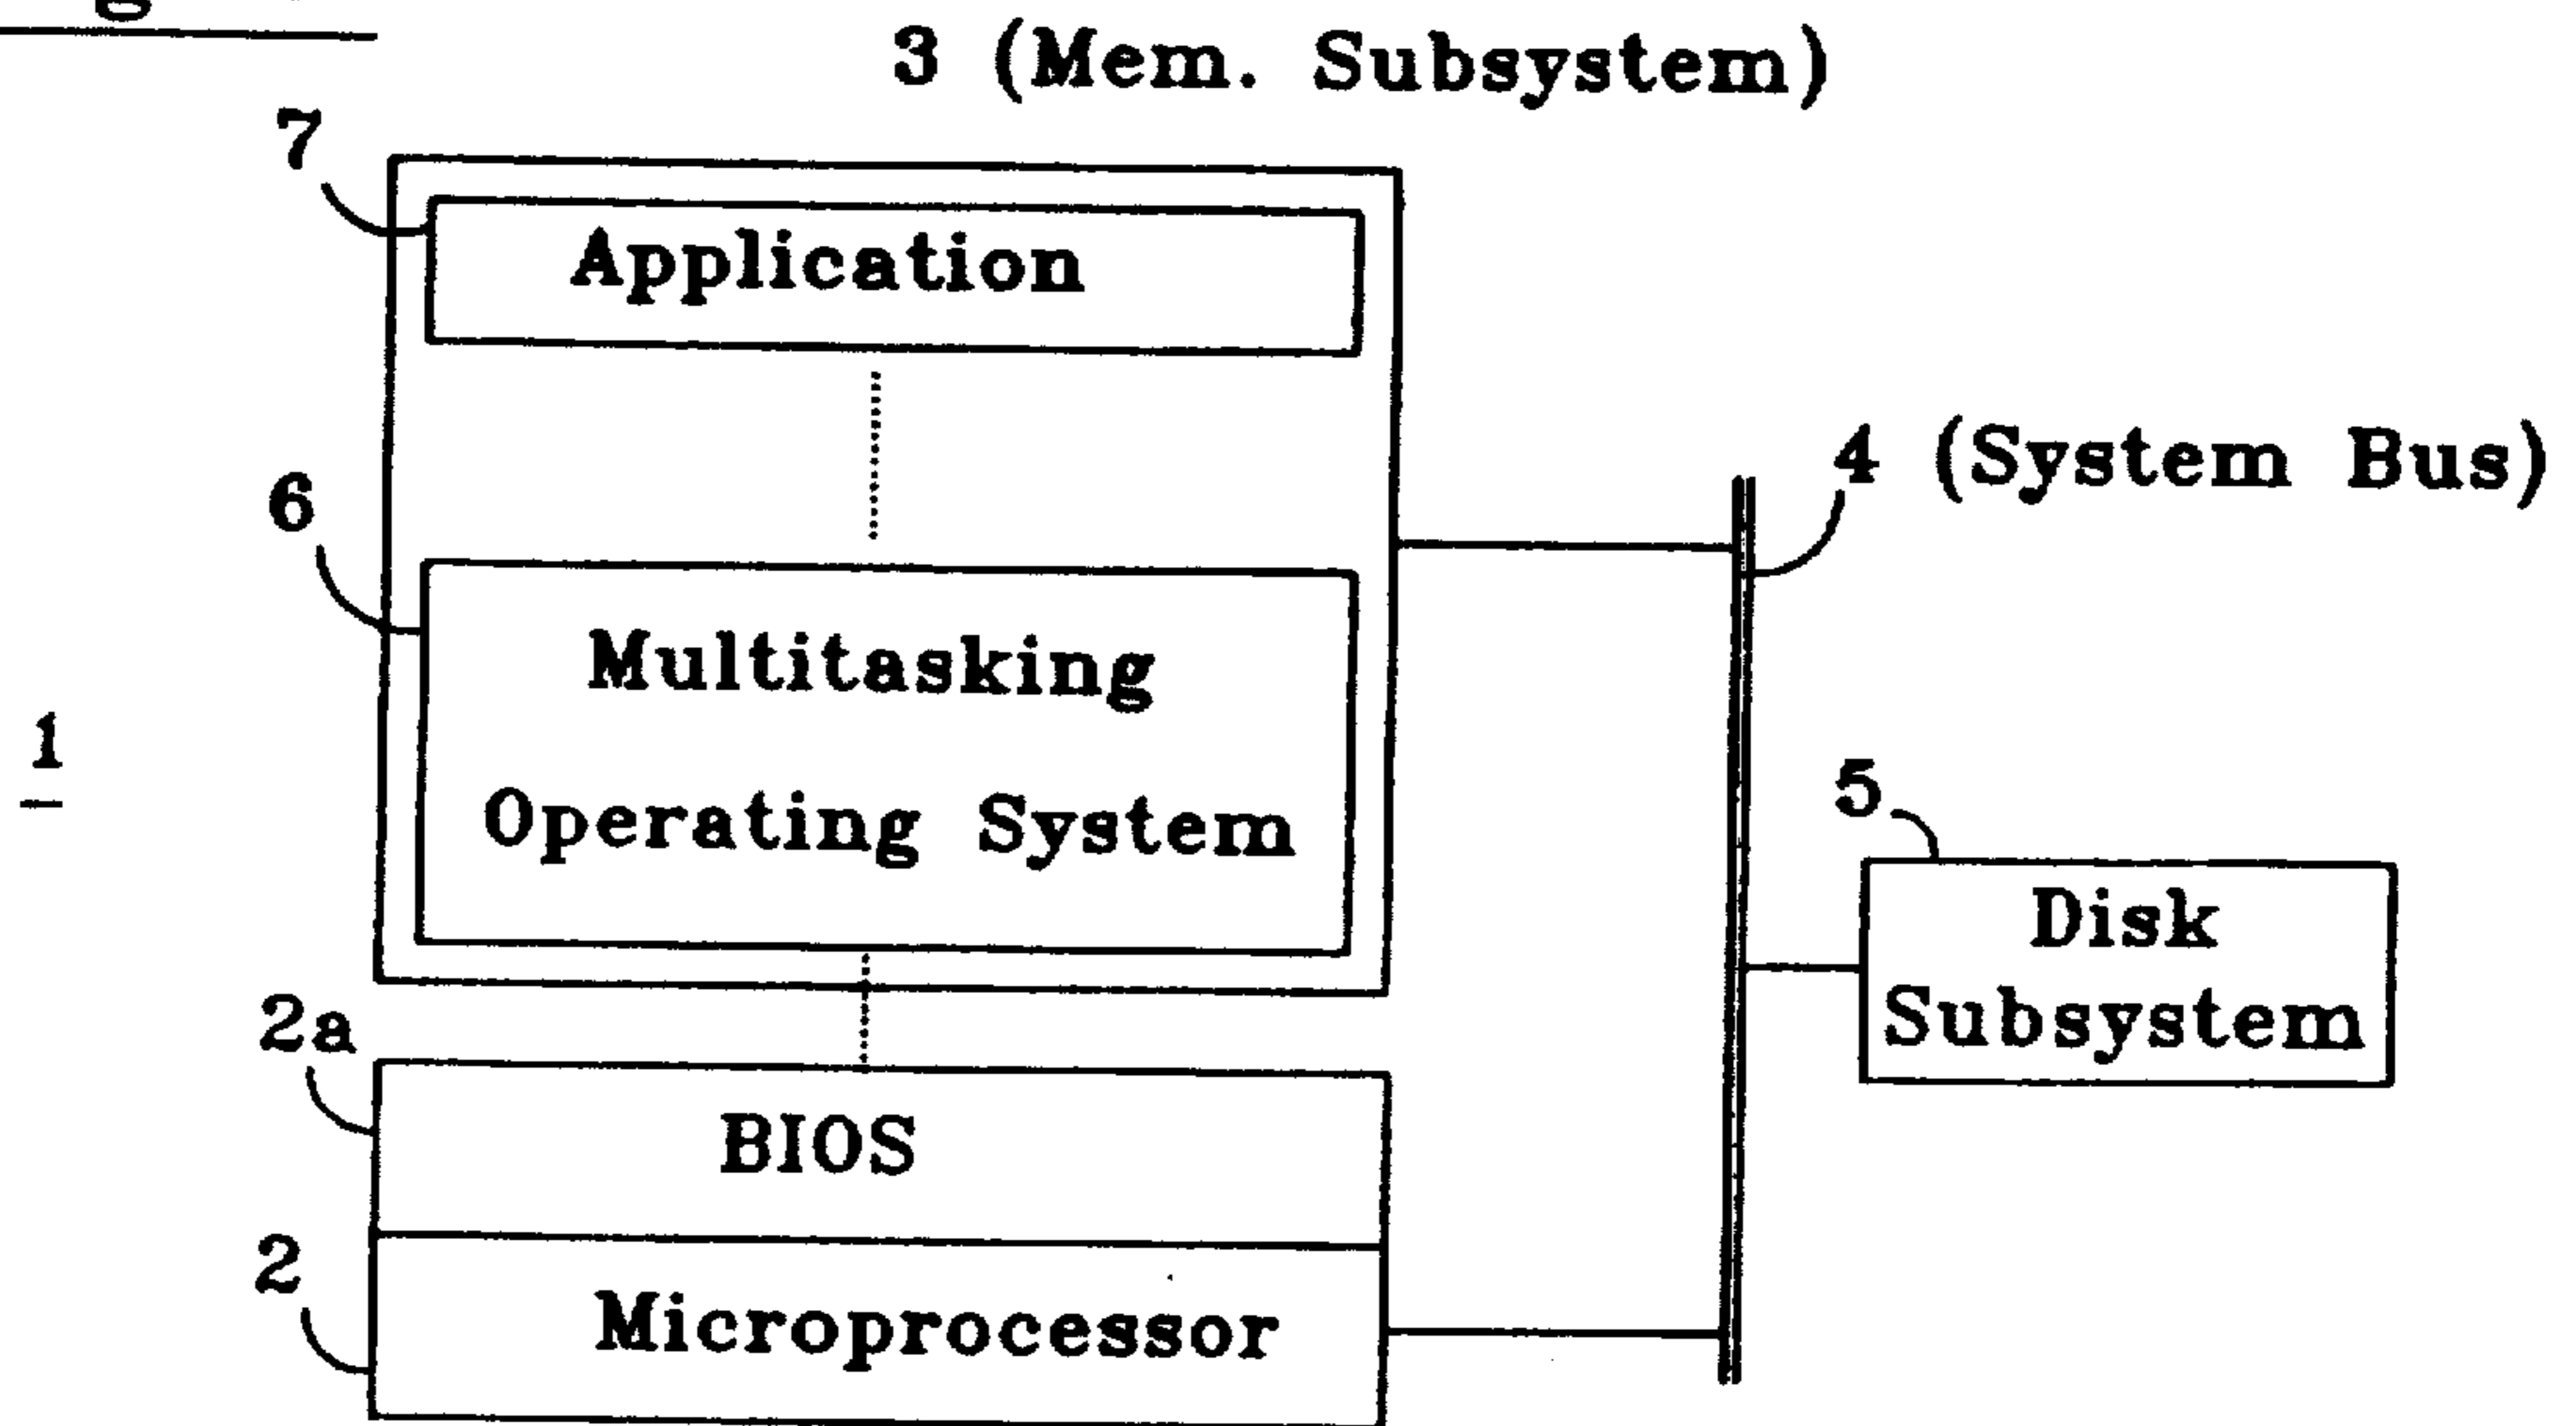 3 (Mem. Subsystem)
7
Application
4 (System Bus)
6
Multitasking
1
Operating System
5
Disk
Subsystem
2a
BIOS
2
Microprocessor